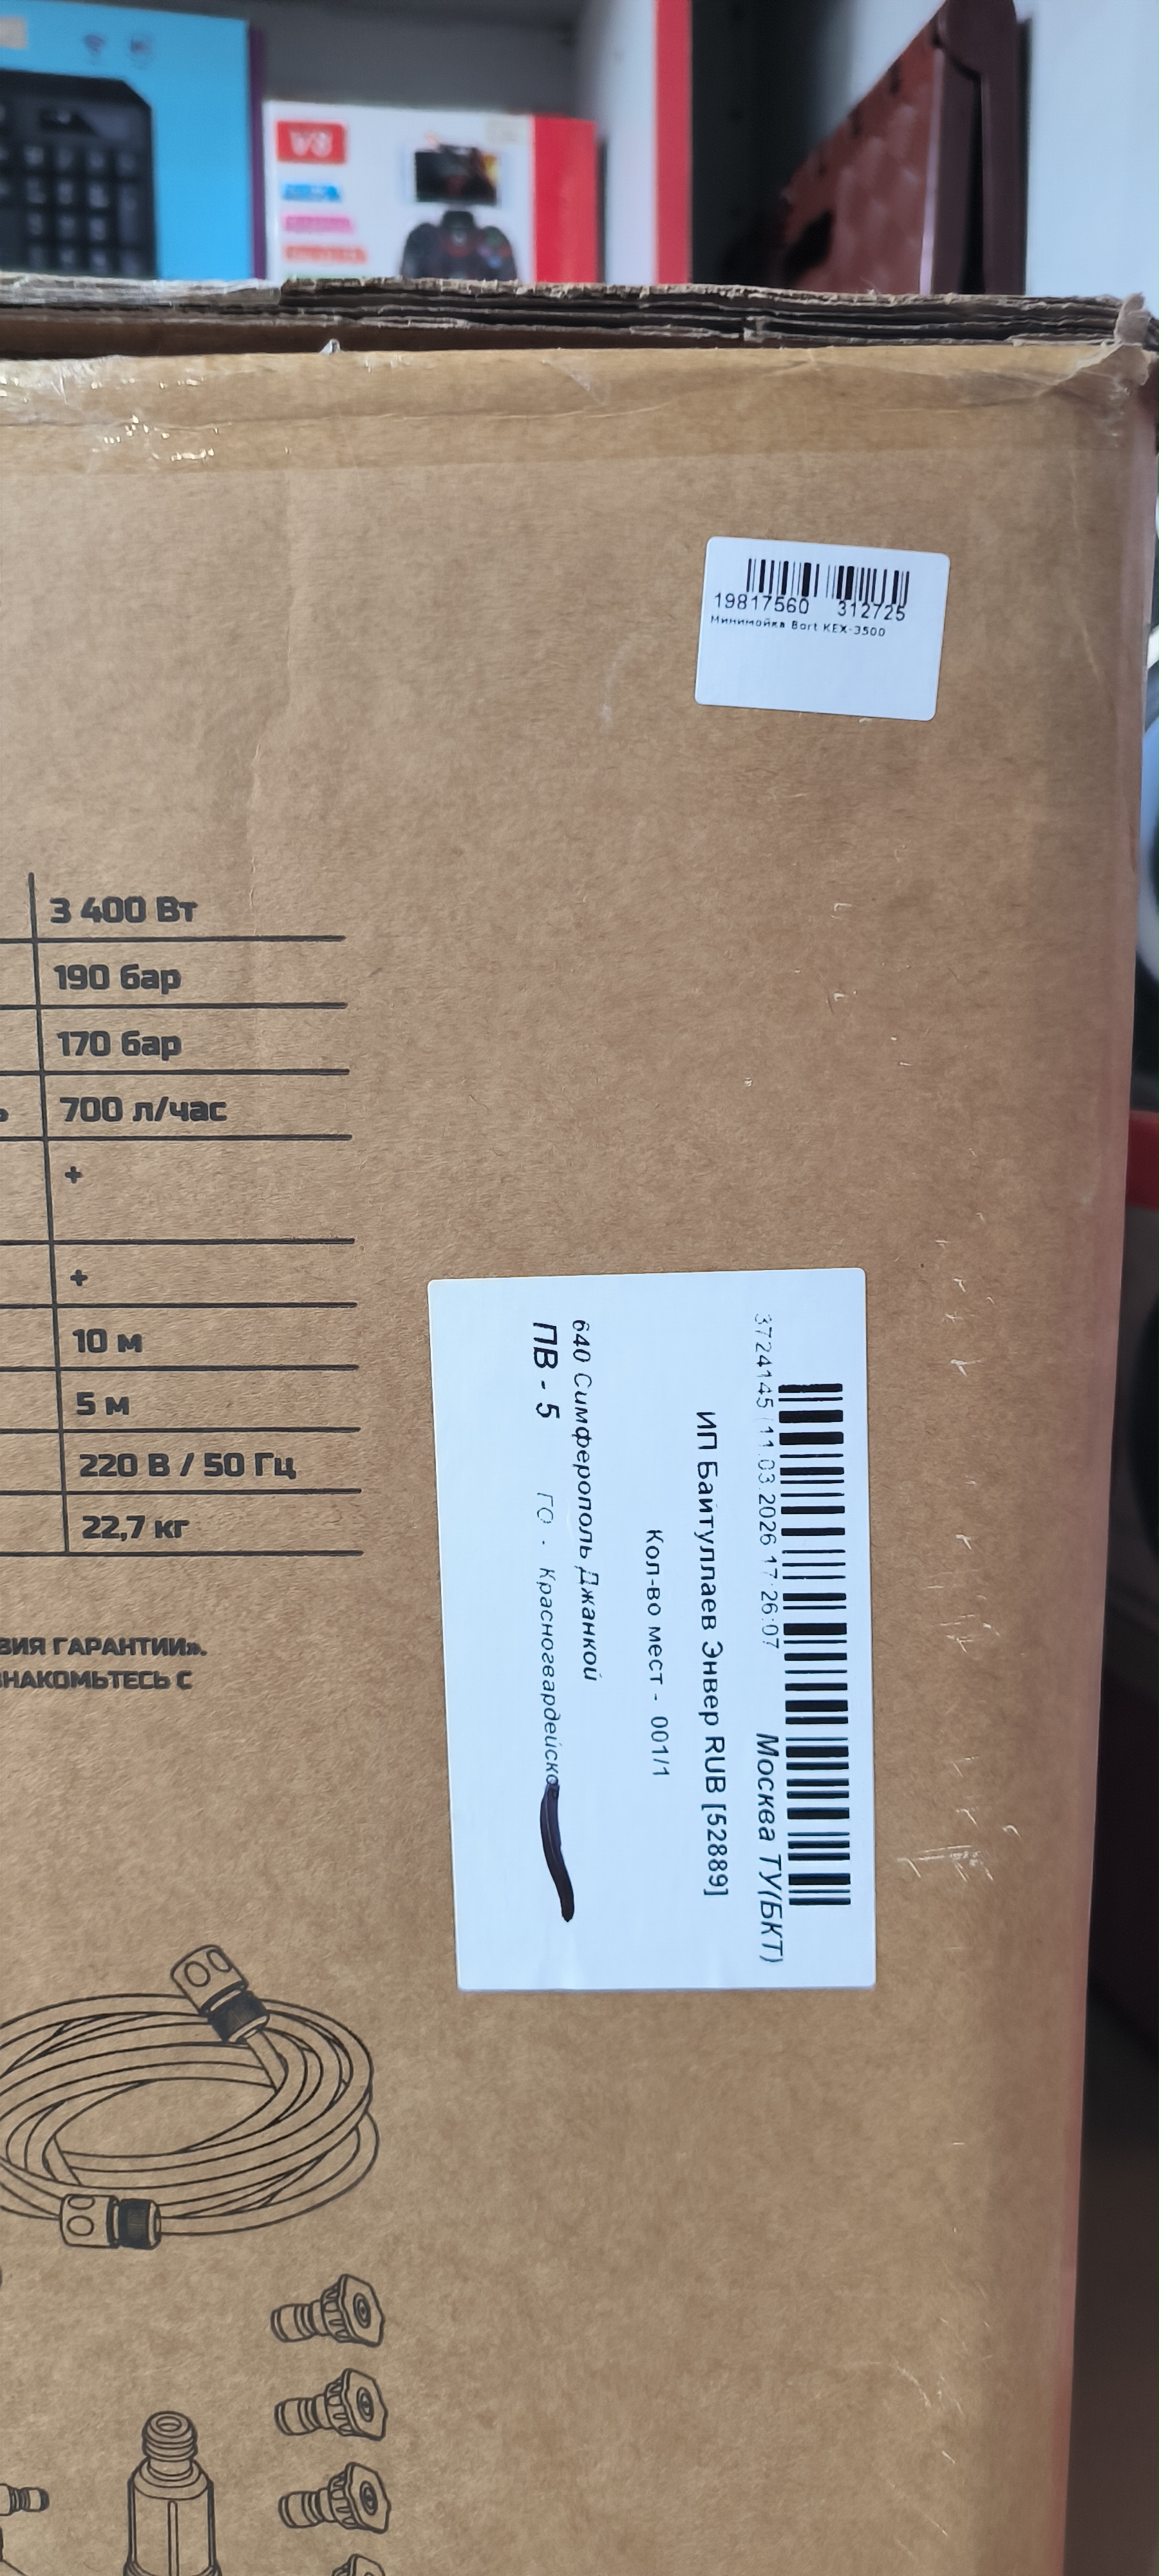 V8
19817560 312725
Минимойка Bort KEX-3500
3 400 Вт
190 бар
170 бар
700 л/час
+
+
10 м
5 м
220 В / 50 Гц
22,7 кг
ВИЯ ГАРАНТИИ».
НАКОМЬТЕСЬ С
3724145 11.03.2026 17:26:07 Москва ТУ(БКТ)
ИП Баитуллаев Энвер RUB [52889]
Кол-во мест - 001/1
640 Симферополь Джанкой
ПВ - 5 ГО - Красногвардейско